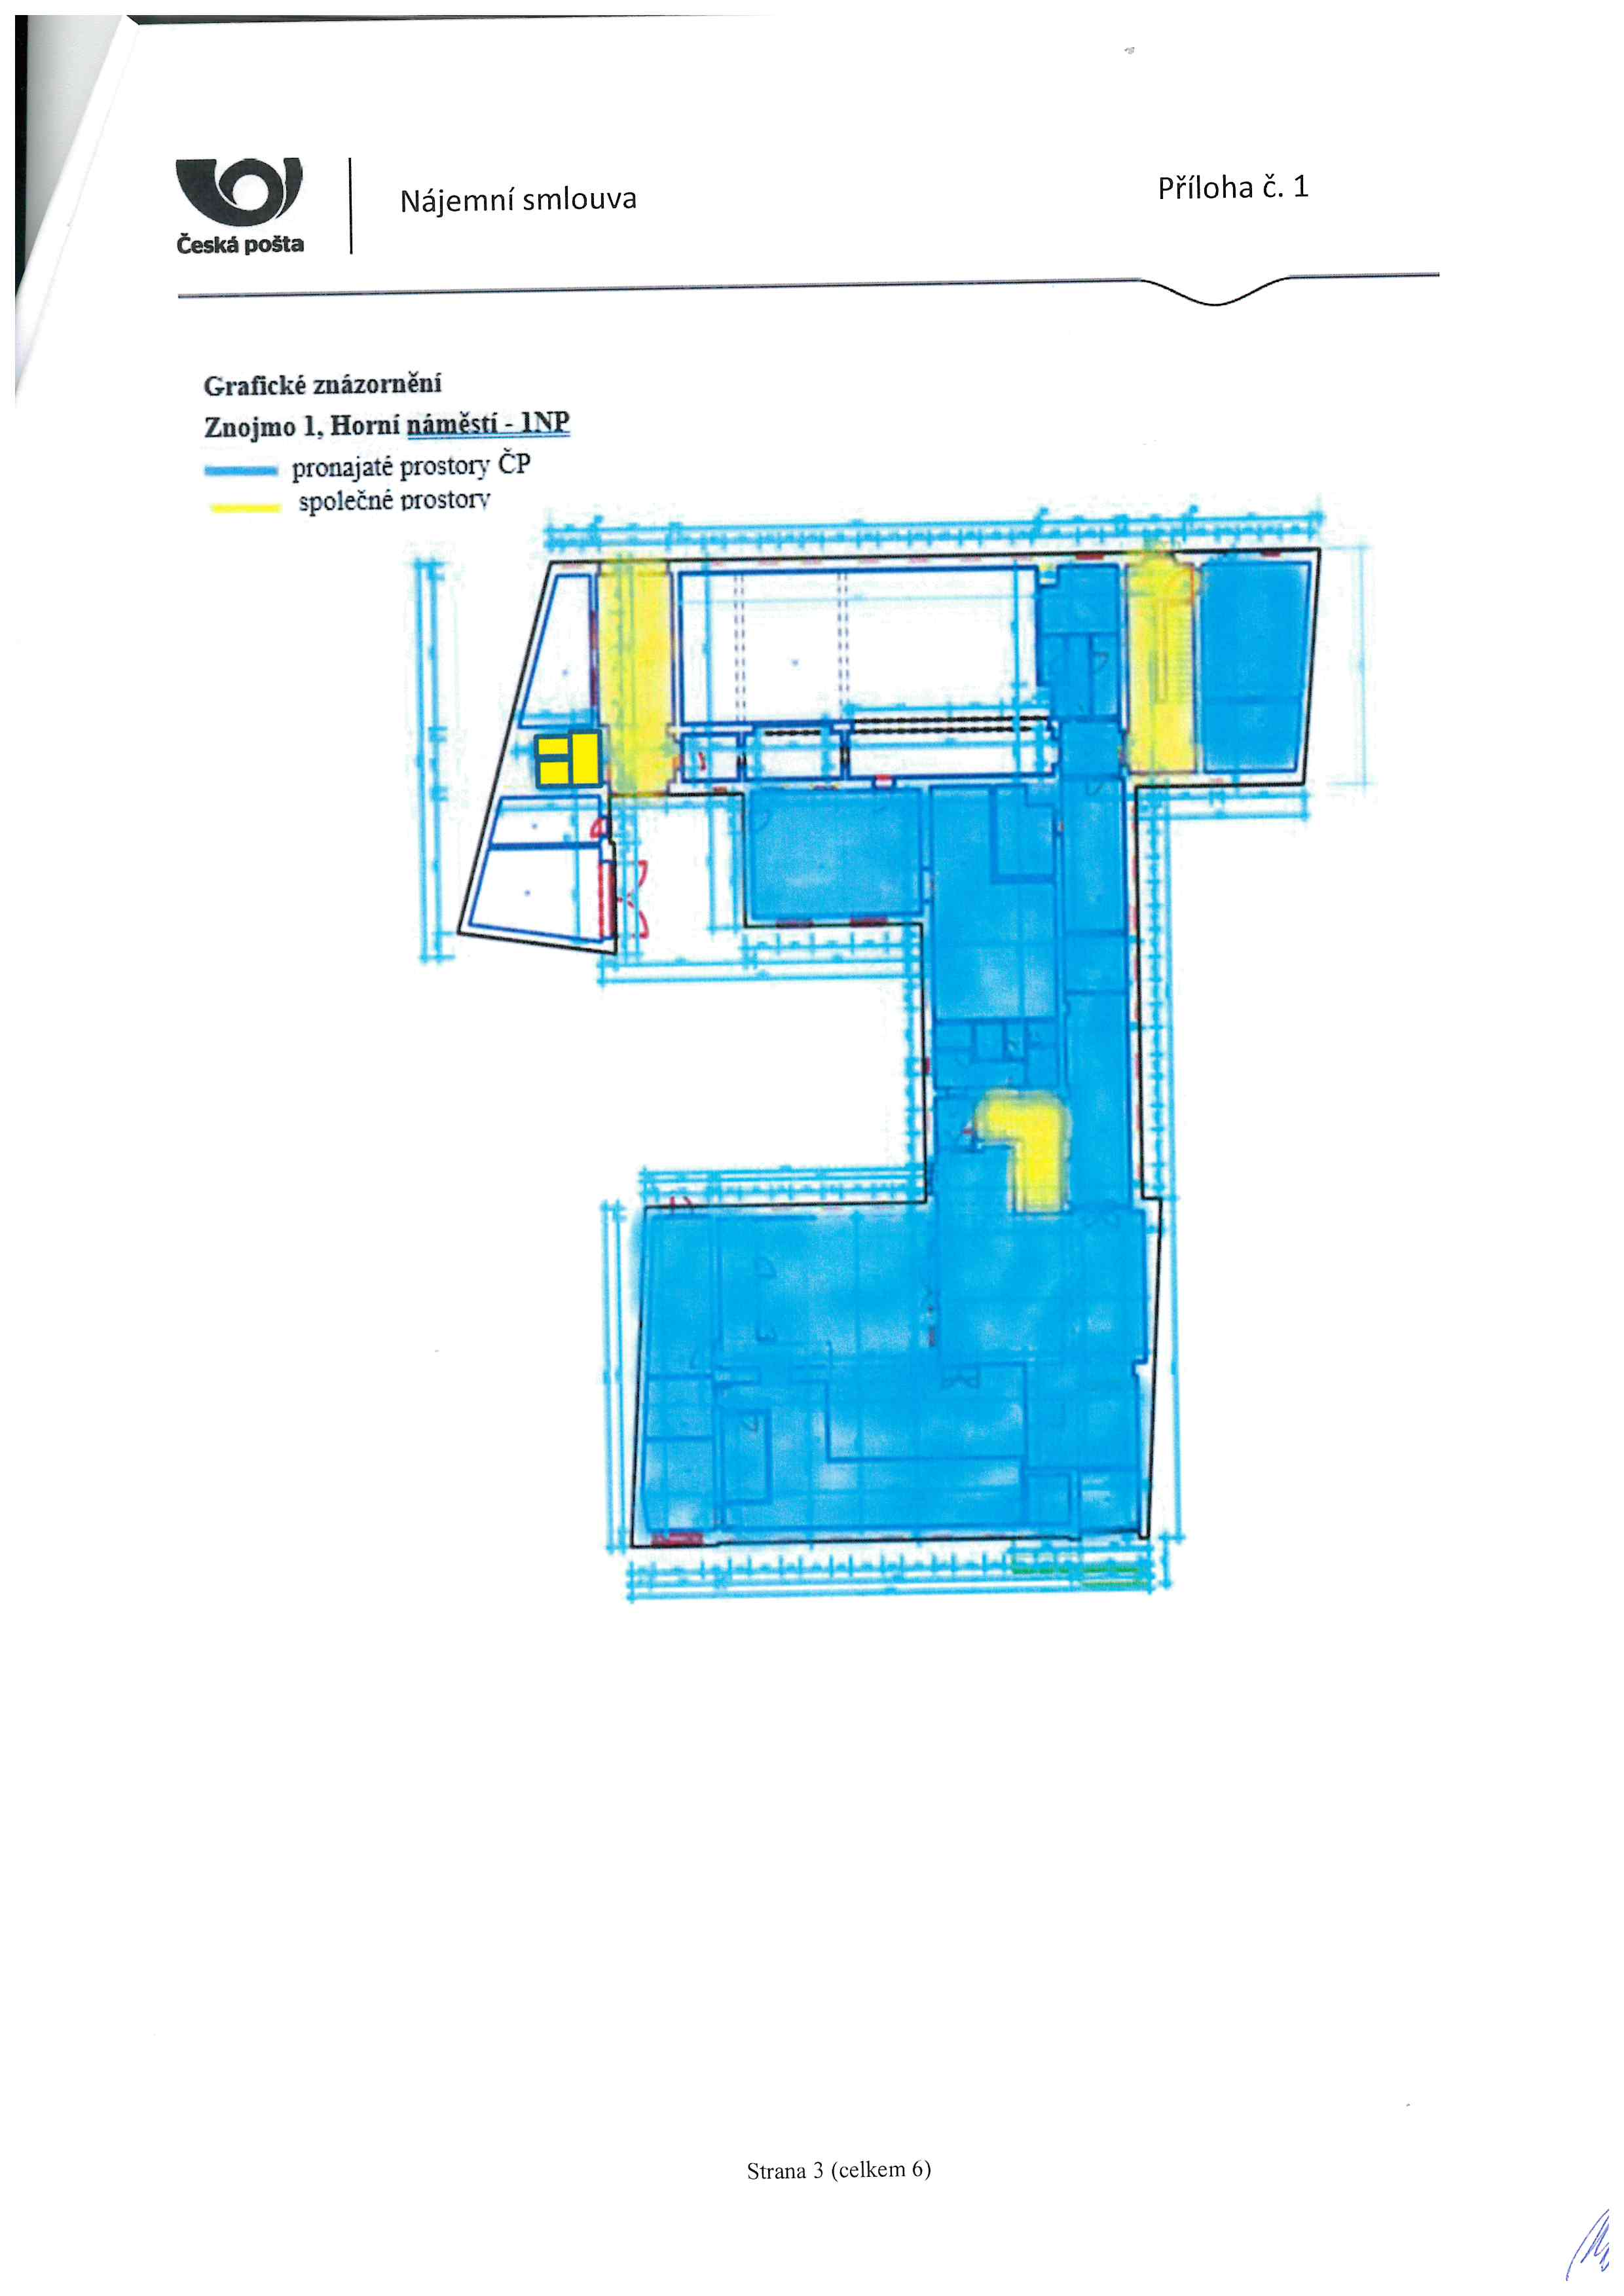 Česká pošta
Nájemní smlouva
Příloha č. 1
Grafické znázornění
Znojmo 1, Horní náměstí - 1NP
pronajaté prostory ČP
společné prostory
Strana 3 (celkem 6)